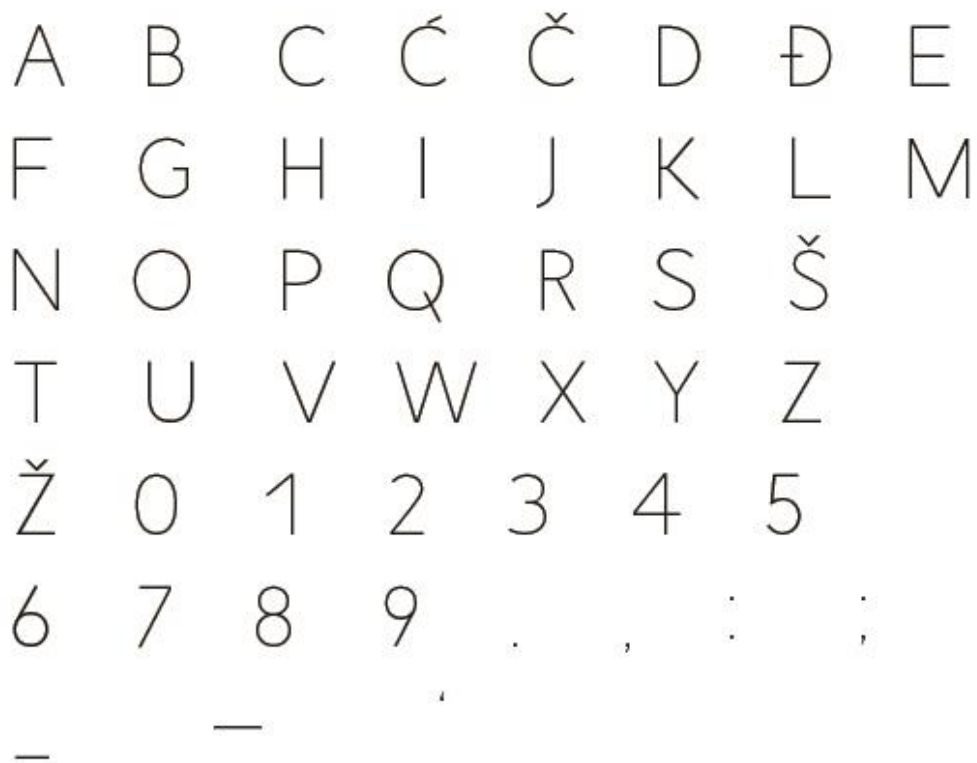 A B C Ć Č D Đ E
F G H I J K L M
N O P Q R S Š
T U V W X Y Z
Ž 0 1 2 3 4 5
6 7 8 9 . , : ;
_ — ‘